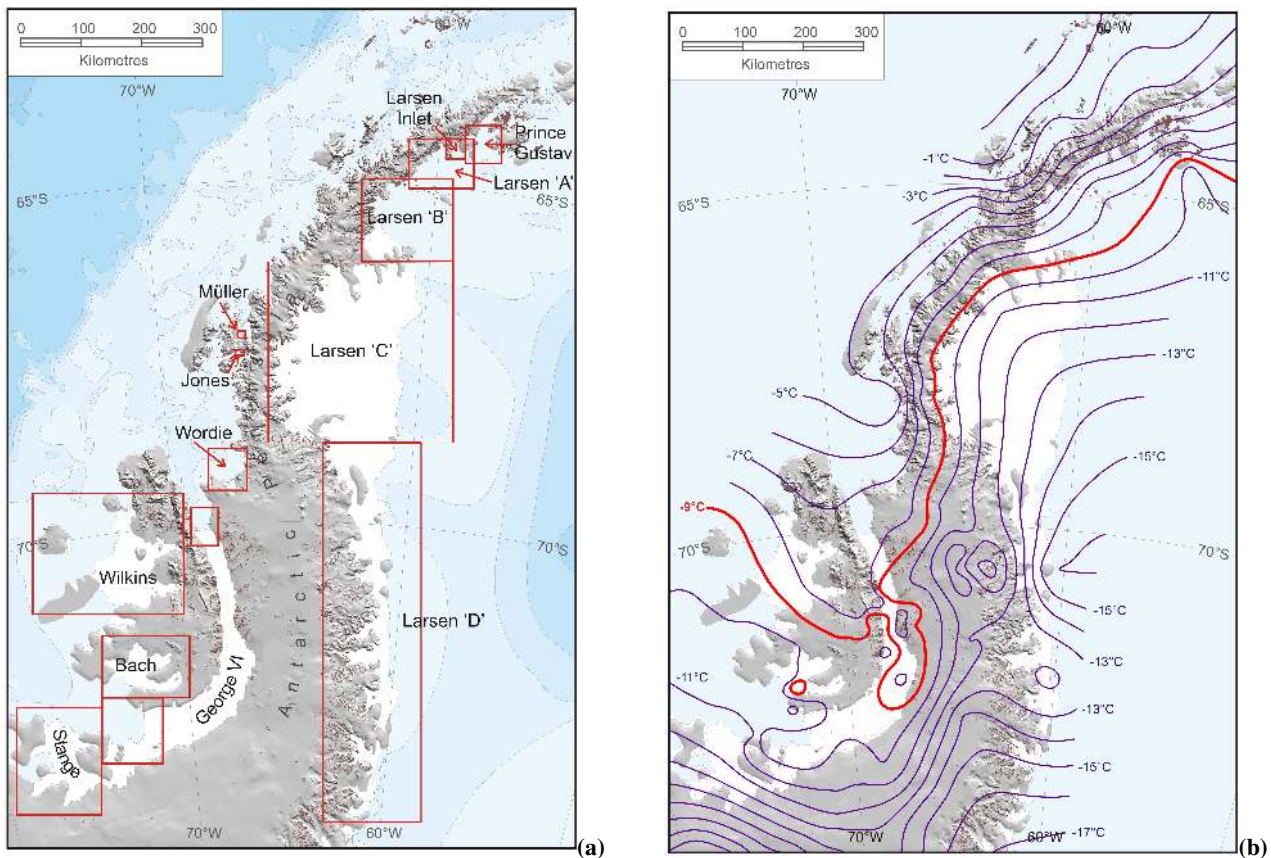 0 100 200 300
Kilometres
60°W
70°W
Larsen
Inlet
Prince
Gustav
Larsen 'A'
65°S
65°S
Larsen 'B'
Müller
Larsen 'C'
Jones
Wordie
Antarctic Peninsula
70°S
70°S
Wilkins
Larsen 'D'
Bach
George VI
Stange
70°W
60°W
(a)
0 100 200 300
Kilometres
60°W
70°W
-1°C
-3°C
65°S
65°S
-11°C
-13°C
-5°C
-15°C
-7°C
-9°C
70°S
70°S
-15°C
-13°C
-11°C
-13°C
-15°C
70°W
60°W
-17°C
(b)